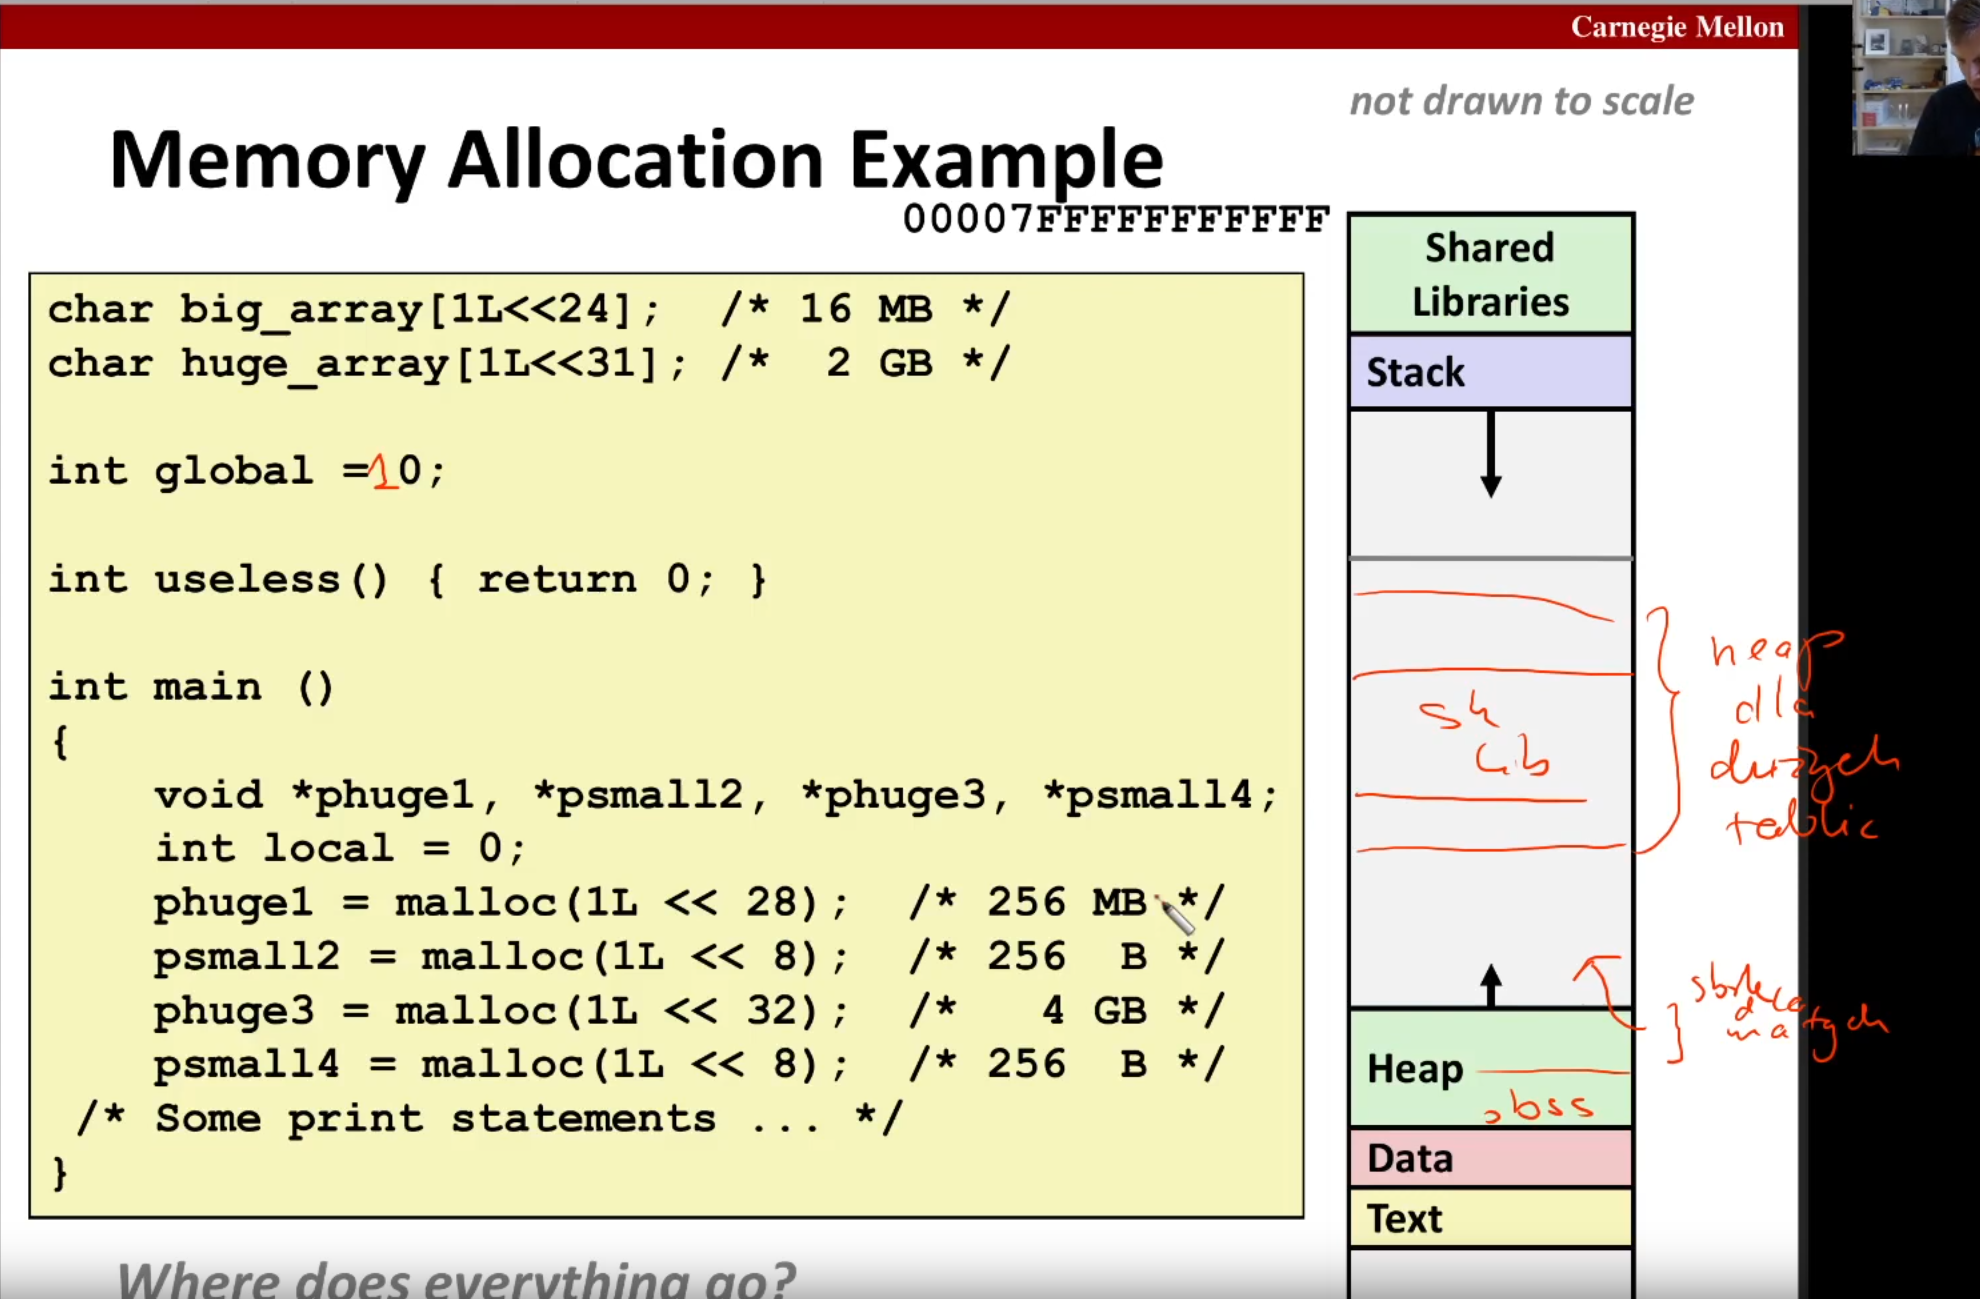 Carnegie Mellon
not drawn to scale
Memory Allocation Example
00007FFFFFFFFFFF
char big_array[1L<<24];  /* 16 MB */
char huge_array[1L<<31]; /*  2 GB */
int global =10;
int useless() { return 0; }
int main ()
{
void *phuge1, *psmall2, *phuge3, *psmall4;
int local = 0;
phuge1 = malloc(1L << 28);  /* 256 MB */
psmall2 = malloc(1L << 8);  /* 256  B */
phuge3 = malloc(1L << 32);  /*   4 GB */
psmall4 = malloc(1L << 8);  /* 256  B */
/* Some print statements ... */
}
Where does everything go?
Shared
Libraries
Stack
sh
Lib
heap
dla
dużych
tablic
małych
Heap
.bss
Data
Text